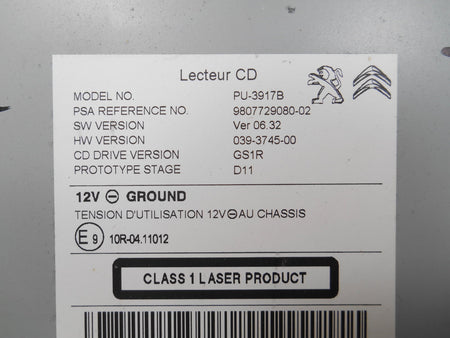 Lecteur CD
MODEL NO. PU-3917B
PSA REFERENCE NO. 9807729080-02
SW VERSION Ver 06.32
HW VERSION 039-3745-00
CD DRIVE VERSION GS1R
PROTOTYPE STAGE D11
12V ⊖ GROUND
TENSION D'UTILISATION 12V⊖AU CHASSIS
E9 10R-04.11012
CLASS 1 LASER PRODUCT